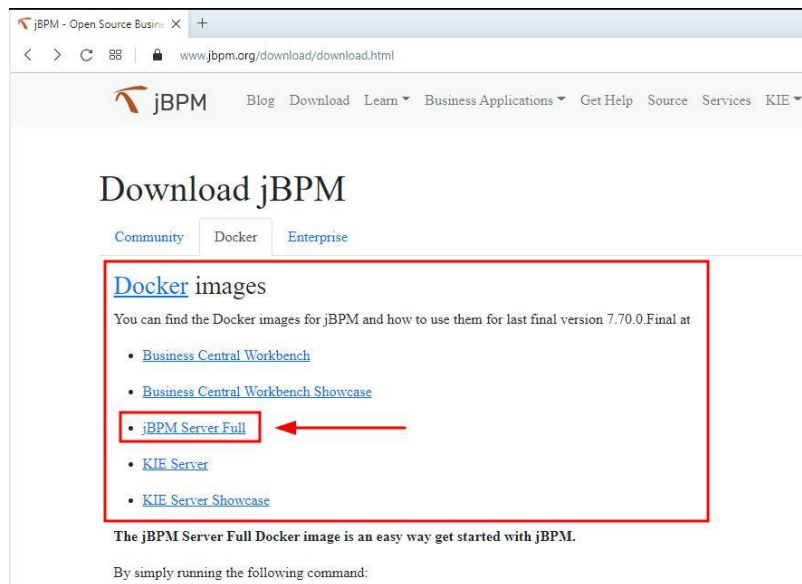 jBPM - Open Source Busine
www.jbpm.org/download/download.html
jBPM Blog Download Learn Business Applications Get Help Source Services KIE
Download jBPM
Community Docker Enterprise
Docker images
You can find the Docker images for jBPM and how to use them for last final version 7.70.0.Final at
Business Central Workbench
Business Central Workbench Showcase
jBPM Server Full
KIE Server
KIE Server Showcase
The jBPM Server Full Docker image is an easy way get started with jBPM.
By simply running the following command: